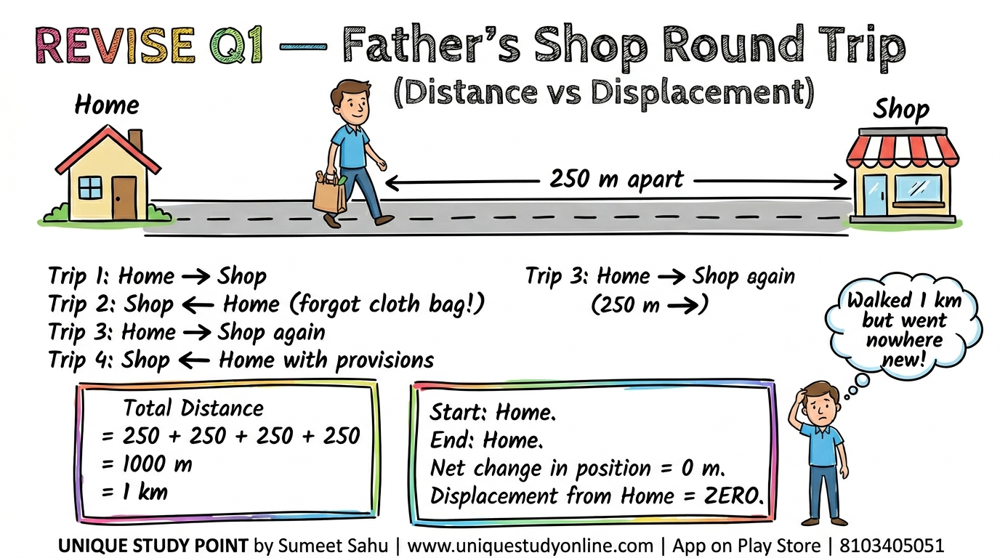 REVISE Q1 — Father's Shop Round Trip
(Distance vs Displacement)
Home
Shop
250 m apart
Trip 1: Home → Shop
Trip 2: Shop ← Home (forgot cloth bag!)
Trip 3: Home → Shop again
Trip 4: Shop ← Home with provisions
Trip 3: Home → Shop again
(250 m →)
Walked 1 km
but went
nowhere
new!
Total Distance
= 250 + 250 + 250 + 250
= 1000 m
= 1 km
Start: Home.
End: Home.
Net change in position = 0 m.
Displacement from Home = ZERO.
UNIQUE STUDY POINT by Sumeet Sahu | www.uniquestudyonline.com | App on Play Store | 8103405051